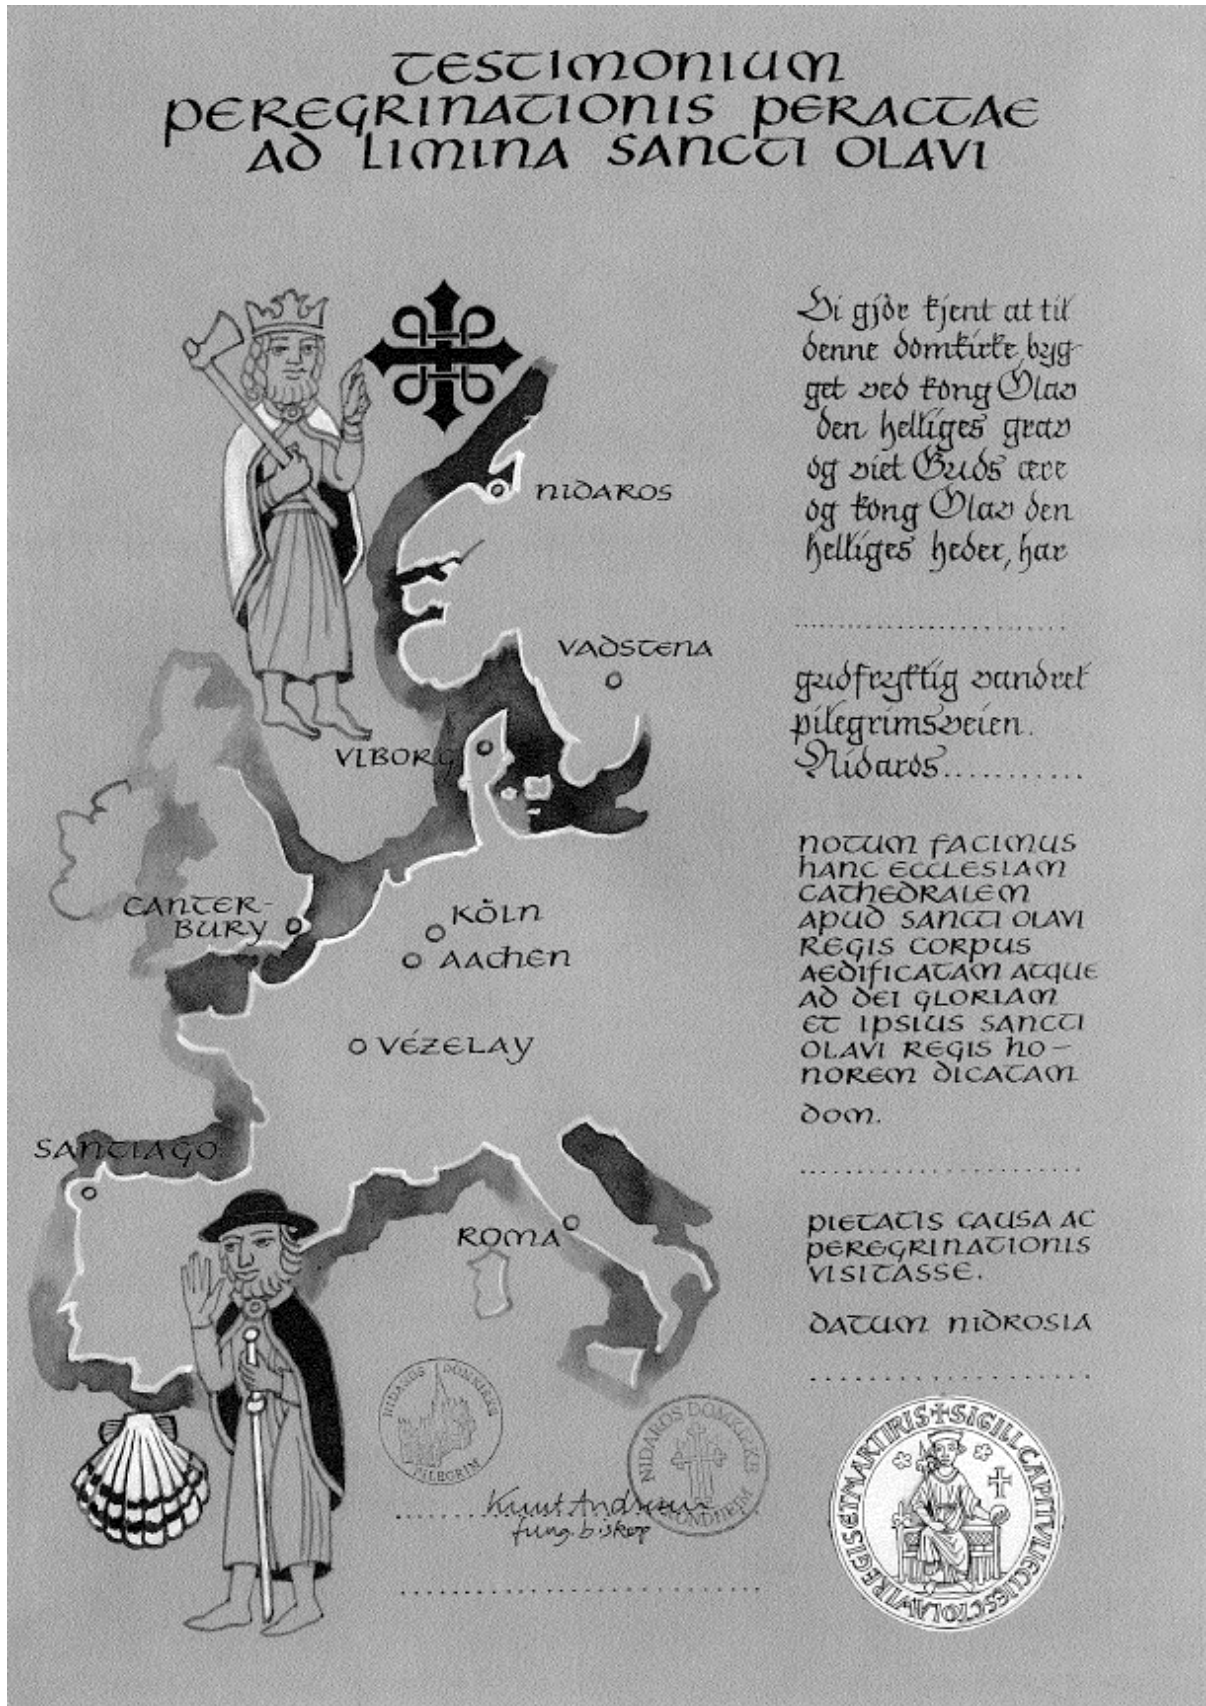 TESTIMONIUM
PEREGRINATIONIS PERACTAE
AD LIMINA SANCTI OLAVI
Vi gjør kjent at til
denne domkirke, byg-
get ved kong Olav
den helliges grav
og viet Guds ære
og kong Olav den
helliges heder, har
........................
gudfryktig vandret
pilegrimsveien.
Nidaros............
NOTUM FACIMUS
HANC ECCLESIAM
CATHEDRALEM
APUD SANCTI OLAVI
REGIS CORPUS
AEDIFICATAM ATQUE
AD DEI GLORIAM
ET IPSIUS SANCTI
OLAVI REGIS HO-
NOREM DICATAM
DOM.
........................
PIETATIS CAUSA AC
PEREGRINATIONIS
VISITASSE.
DATUM NIDROSIA
........................
NIDAROS
VADSTENA
VIBORG
CANTER-
BURY
KÖLN
AACHEN
VÉZELAY
SANTIAGO
ROMA
NIDAROS DOMKIRKE
PILEGRIM
NIDAROS DOMKIRKE
TRONDHEIM
Knut Andresen
fung. biskop